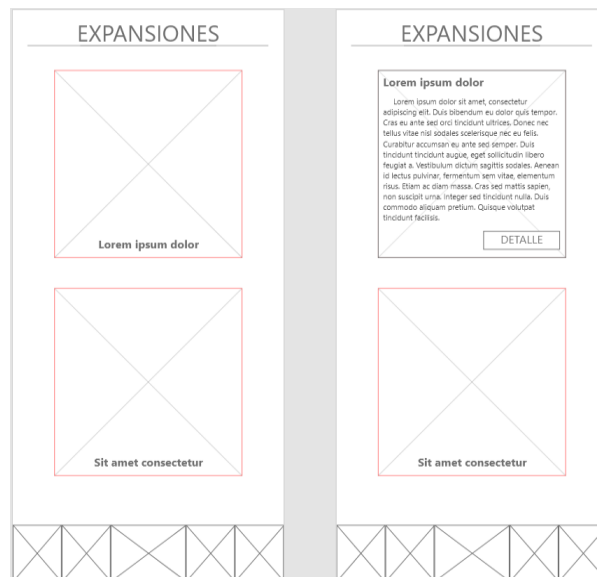 EXPANSIONES
Lorem ipsum dolor
Sit amet consectetur
EXPANSIONES
Lorem ipsum dolor
Lorem ipsum dolor sit amet, consectetur
adipiscing elit. Duis bibendum eu dolor quis tempor.
Cras eu ante sed orci tincidunt ultrices. Donec nec
tellus vitae nisl sodales scelerisque nec eu felis.
Curabitur accumsan eu ante sed semper. Duis
tincidunt tincidunt augue, eget sollicitudin libero
feugiat a. Vestibulum dictum sagittis sodales. Aenean
id lectus pulvinar, fermentum sem vitae, elementum
risus. Etiam ac diam massa. Cras sed mattis sapien,
non suscipit urna. Integer sed tincidunt nulla. Duis
commodo aliquam pretium. Quisque volutpat
tincidunt facilisis.
DETALLE
Sit amet consectetur